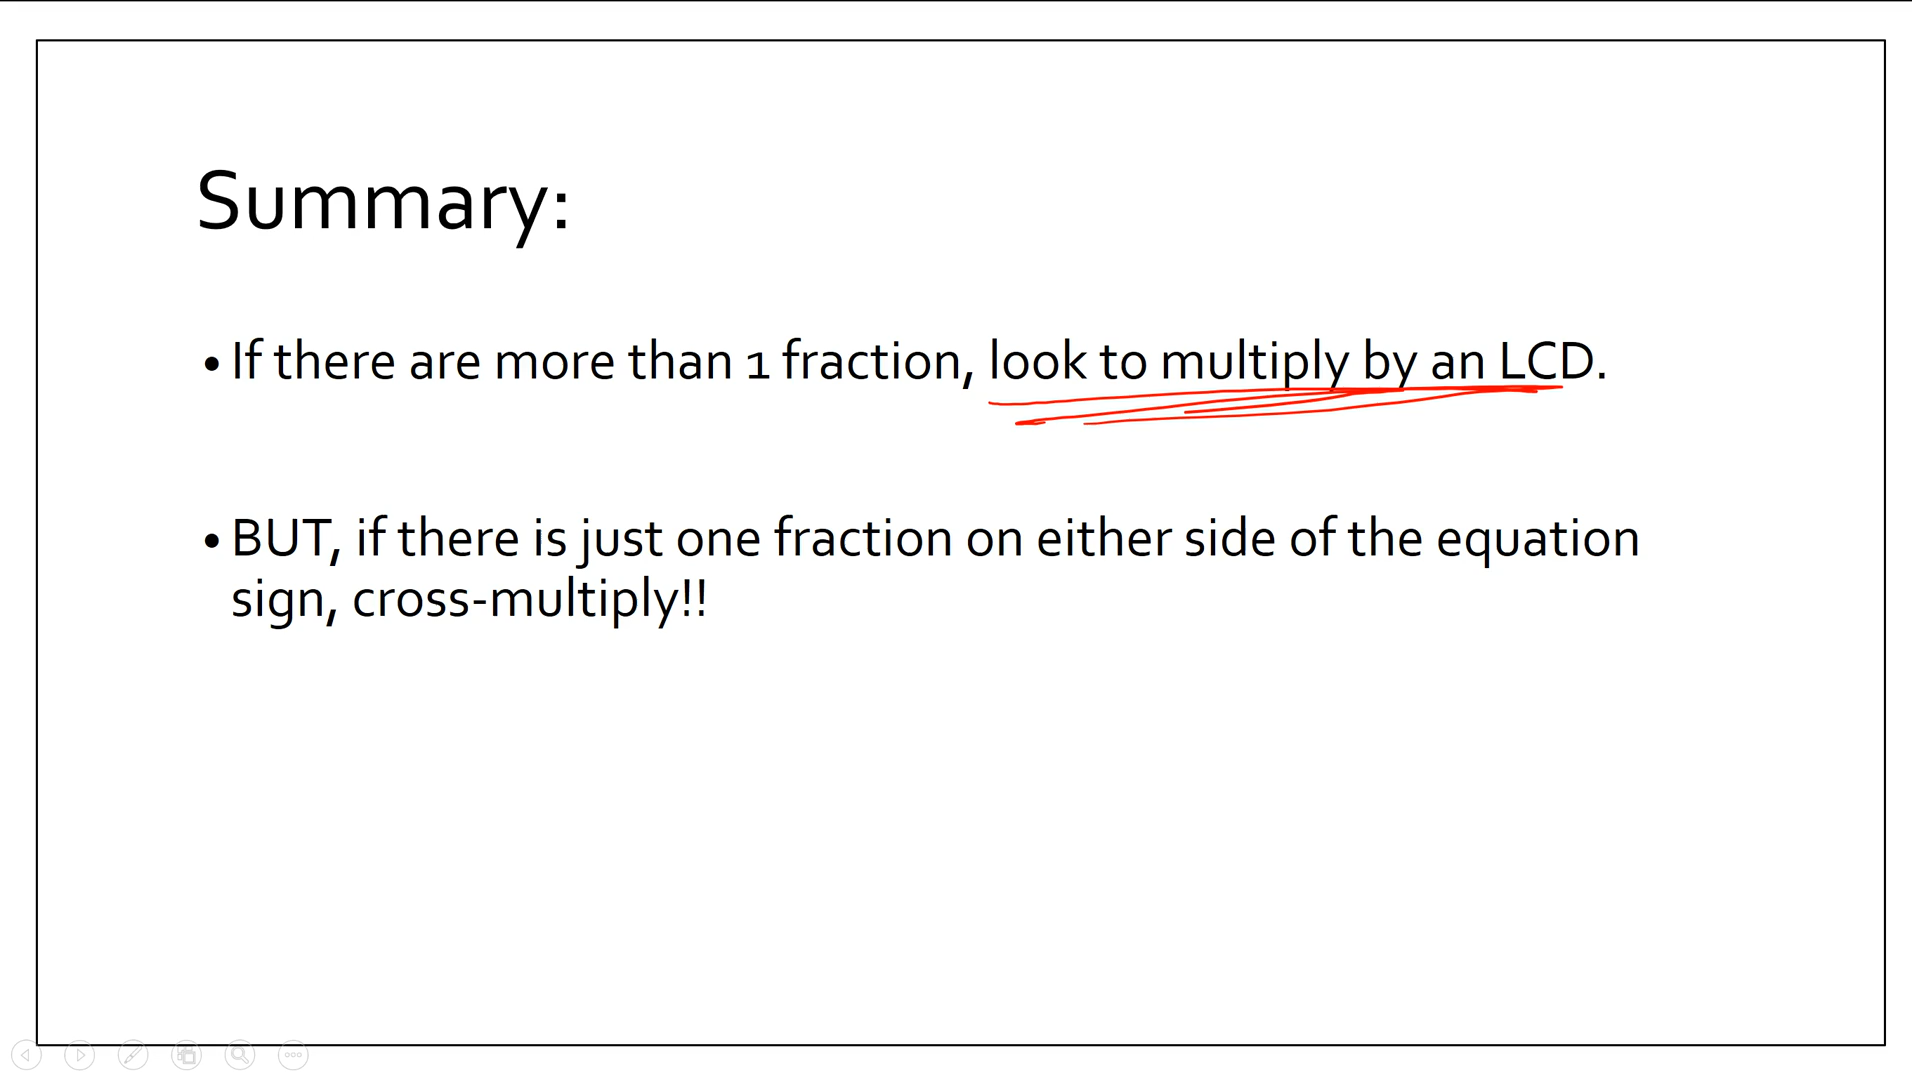 Summary:
• If there are more than 1 fraction, look to multiply by an LCD.
• BUT, if there is just one fraction on either side of the equation
sign, cross-multiply!!